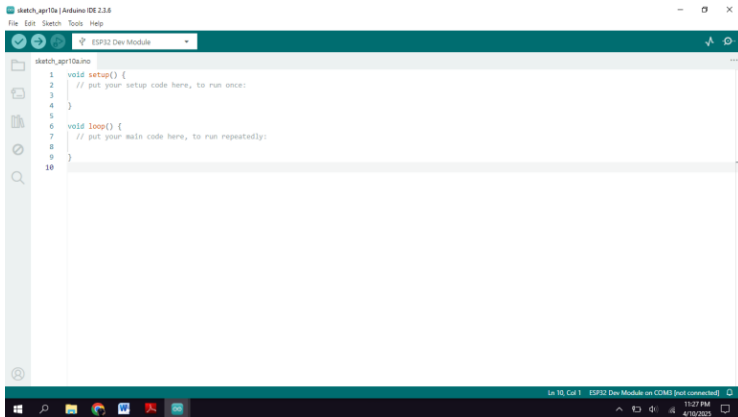 sketch_apr10a | Arduino IDE 2.3.6
File Edit Sketch Tools Help
ESP32 Dev Module
sketch_apr10a.ino
1 void setup() {
2 // put your setup code here, to run once:
3
4 }
5
6 void loop() {
7 // put your main code here, to run repeatedly:
8
9 }
10
Ln 10, Col 1 ESP32 Dev Module on COM3 [not connected]
11:27 PM
4/10/2025